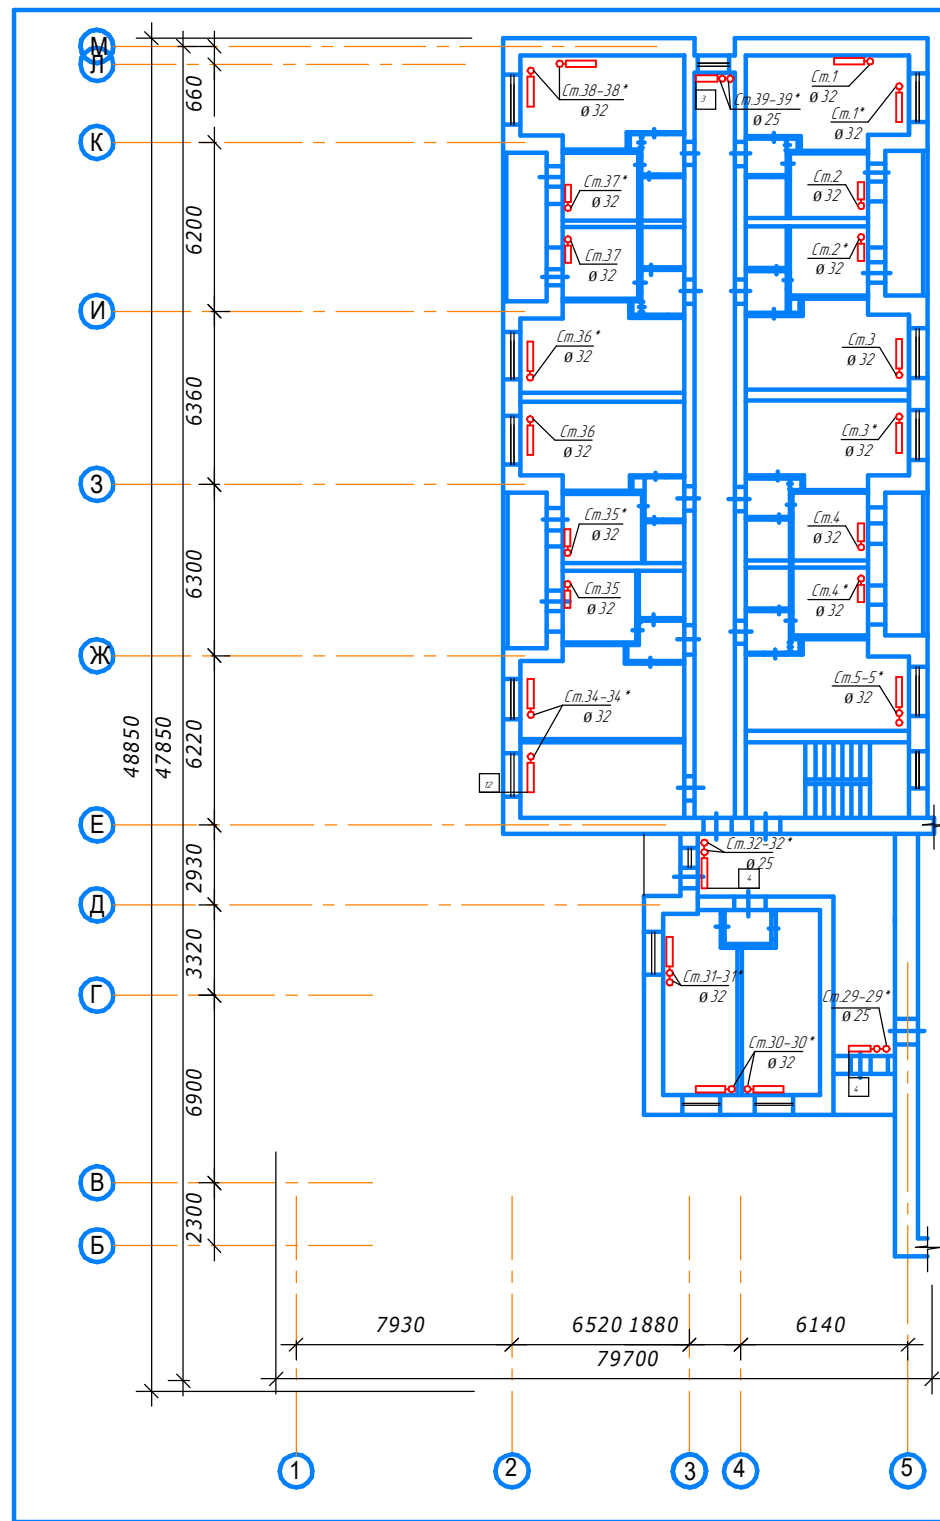 М
Л
660
К
6200
И
6360
З
6300
Ж
48850
47850
6220
Е
2930
Д
3320
Г
6900
В
2300
Б
Ст.38-38*
ø 32
3
Ст.39-39*
ø 25
Ст.1
ø 32
Ст.1*
ø 32
Ст.37*
ø 32
Ст.2
ø 32
Ст.37
ø 32
Ст.2*
ø 32
Ст.36*
ø 32
Ст.3
ø 32
Ст.36
ø 32
Ст.3*
ø 32
Ст.35*
ø 32
Ст.4
ø 32
Ст.35
ø 32
Ст.4*
ø 32
Ст.34-34*
ø 32
Ст.5-5*
ø 32
12
Ст.32-32*
ø 25
4
Ст.31-31*
ø 32
Ст.29-29*
ø 25
Ст.30-30*
ø 32
4
7930
6520
1880
6140
79700
1
2
3
4
5